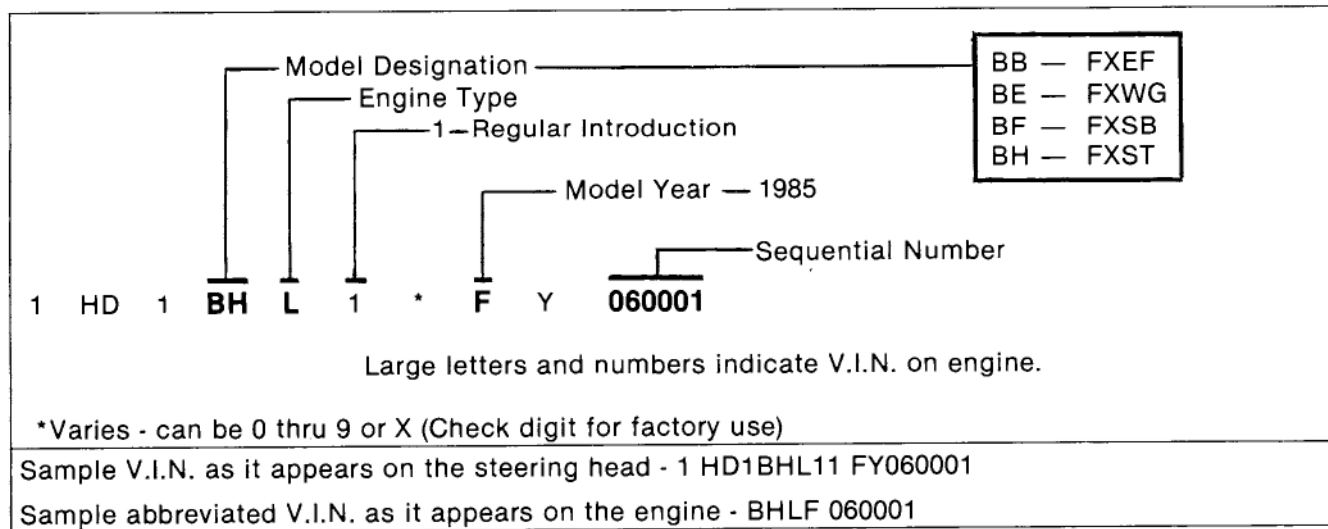 Model Designation
BB — FXEF
BE — FXWG
BF — FXSB
BH — FXST
Engine Type
1—Regular Introduction
Model Year — 1985
Sequential Number
1 HD 1 BH L 1 * F Y 060001
Large letters and numbers indicate V.I.N. on engine.
*Varies - can be 0 thru 9 or X (Check digit for factory use)
Sample V.I.N. as it appears on the steering head - 1 HD1BHL11 FY060001
Sample abbreviated V.I.N. as it appears on the engine - BHLF 060001